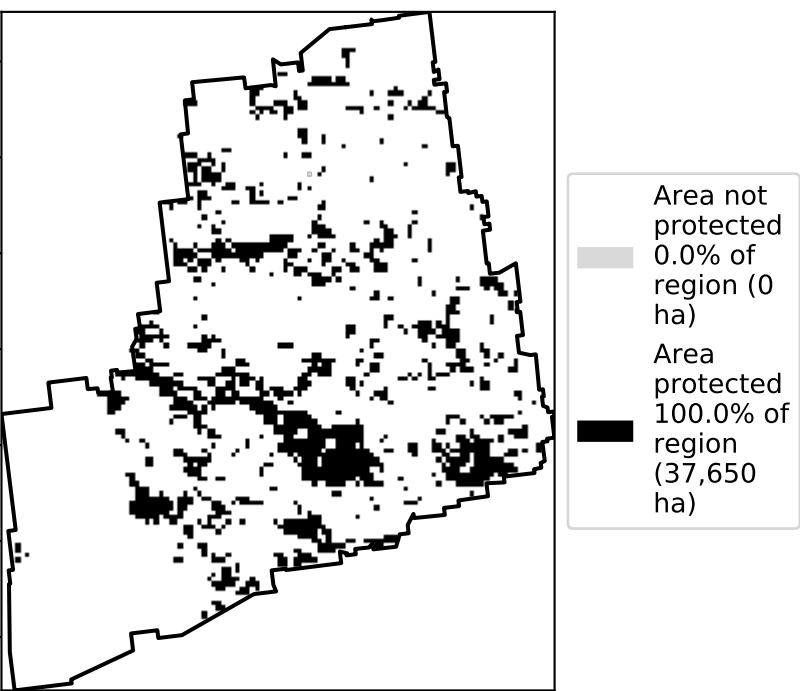 Area not
protected
0.0% of
region (0
ha)
Area
protected
100.0% of
region
(37,650
ha)